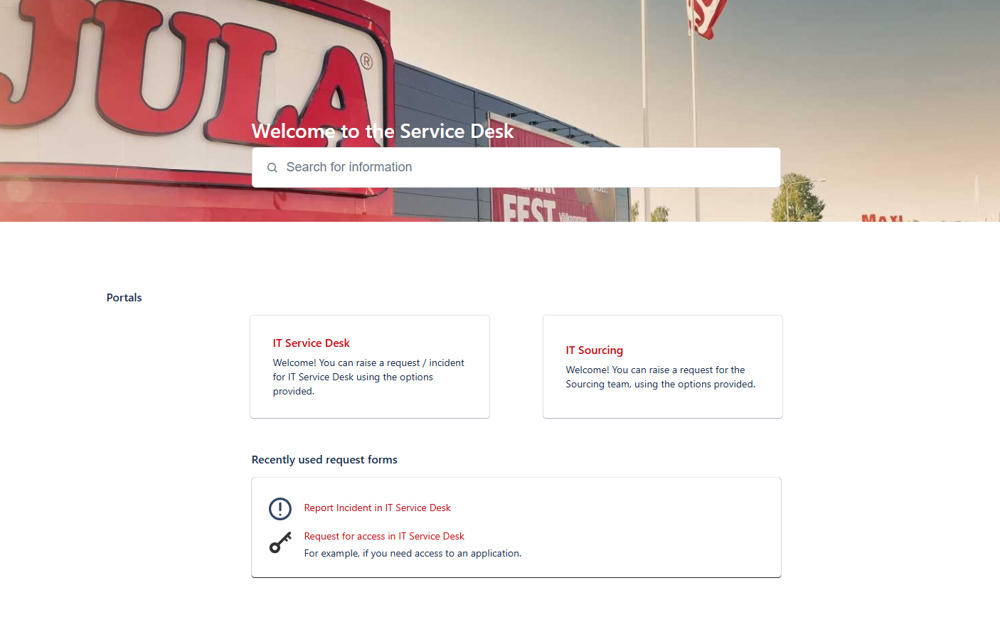 JULA®
Welcome to the Service Desk
Search for information
FEST
Välkommen
MAXI
Portals
IT Service Desk
Welcome! You can raise a request / incident
for IT Service Desk using the options
provided.
IT Sourcing
Welcome! You can raise a request for the
Sourcing team, using the options provided.
Recently used request forms
Report Incident in IT Service Desk
Request for access in IT Service Desk
For example, if you need access to an application.